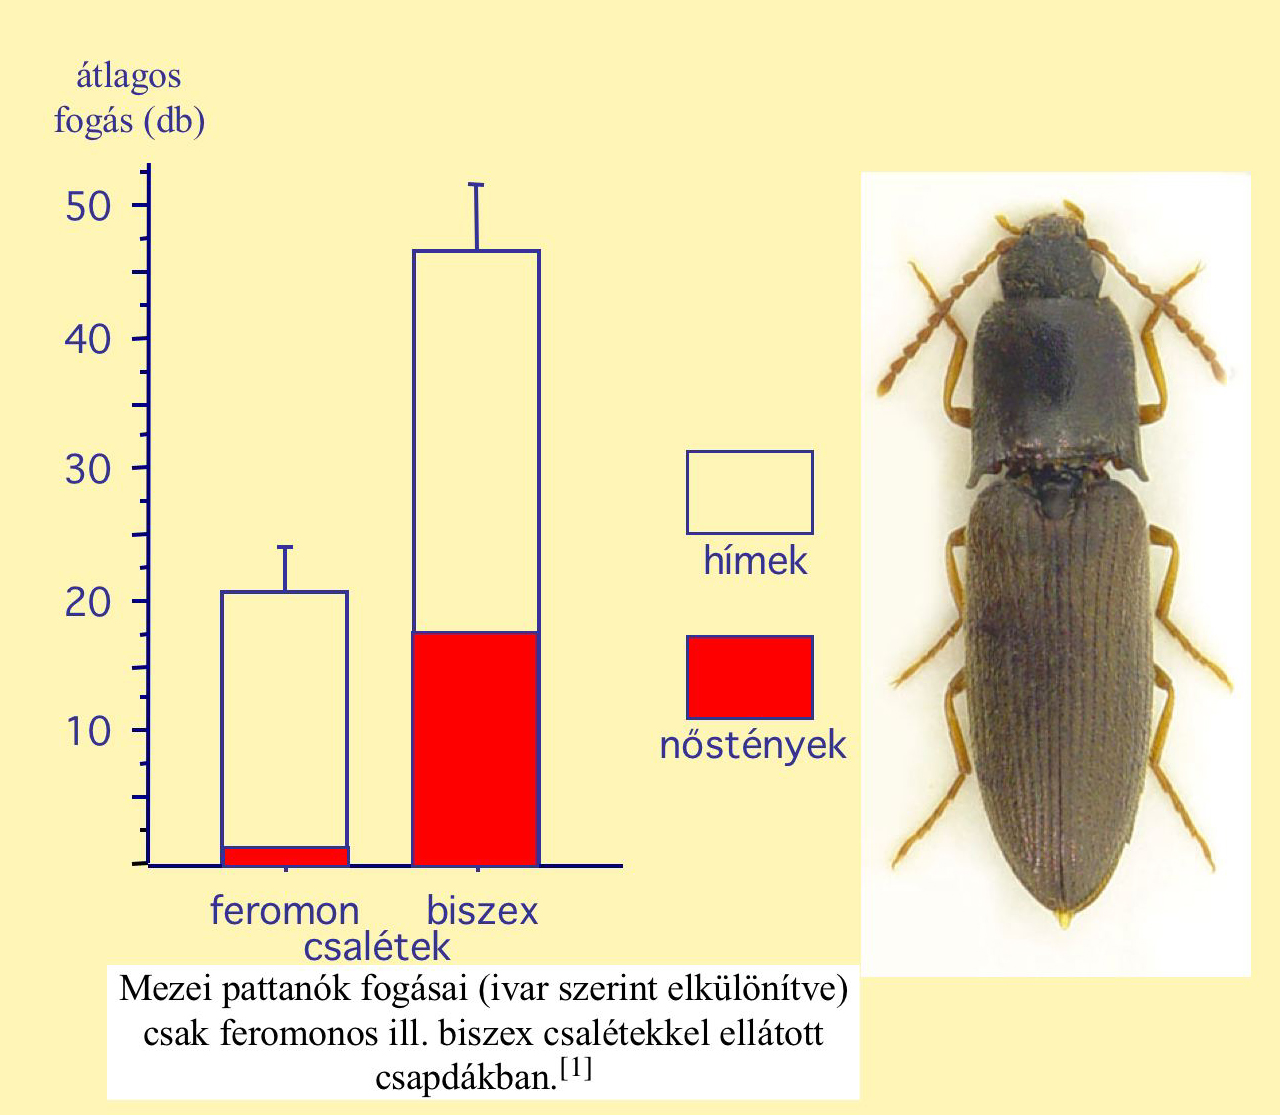 átlagos
fogás (db)
50
40
30
20
10
hímek
nőstények
feromon biszex
csalétek
Mezei pattanók fogásai (ivar szerint elkülönítve)
csak feromonos ill. biszex csalétekkel ellátott
csapdákban.[1]